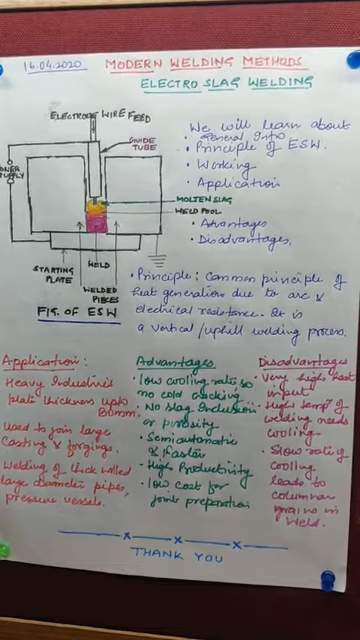 16.04.2020
MODERN WELDING METHODS
ELECTRO SLAG WELDING
ELECTRODE WIRE FEED
GUIDE TUBE
POWER SUPPLY
MOLTEN SLAG
WELD POOL
WELD
STARTING PLATE
WELDED PIECES
FIG. OF ESW
We will learn about
• General Info
• Principle of ESW.
• Working
• Application
• Advantages
• Disadvantages.
• Principle: Common principle of
heat generation due to arc &
electrical resistance. It is
a vertical/uphill welding process.
Application:
Heavy Industries
plate thickness upto
80mm.
Used to join large
casting & forgings.
Welding of thick walled
large diameter pipes,
pressure vessels.
Advantages
• low cooling rate so
no cold cracking
• No slag Inclusion
or porosity
• Semiautomatic
& Faster
• High Productivity
• low cost for
joint preparation
Disadvantages
• Very high heat
input
• High temp of
welding needs
cooling
• Slow rate of
cooling
leads to
columnar
grains in
weld.
THANK YOU